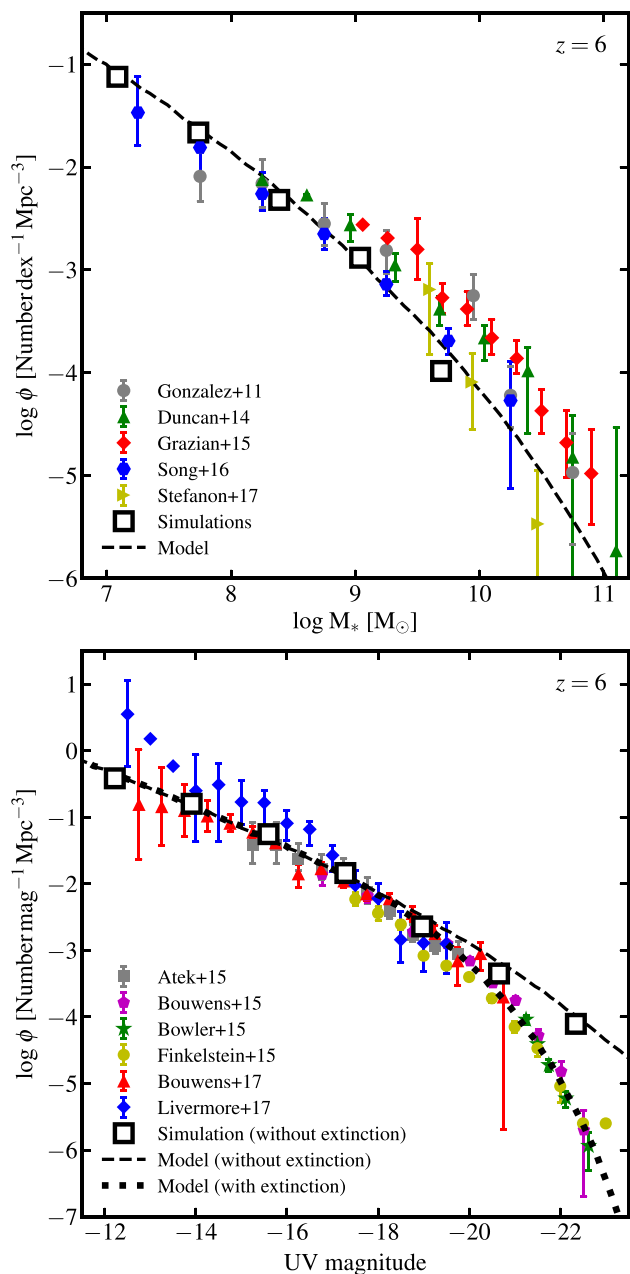 z = 6
−1
−2
−3
−4
−5
−6
log ϕ [Number dex⁻¹ Mpc⁻³]
Gonzalez+11
Duncan+14
Grazian+15
Song+16
Stefanon+17
Simulations
Model
7 8 9 10 11
log M* [M⊙]
z = 6
1
0
−1
−2
−3
−4
−5
−6
−7
log ϕ [Number mag⁻¹ Mpc⁻³]
Atek+15
Bouwens+15
Bowler+15
Finkelstein+15
Bouwens+17
Livermore+17
Simulation (without extinction)
Model (without extinction)
Model (with extinction)
−12 −14 −16 −18 −20 −22
UV magnitude